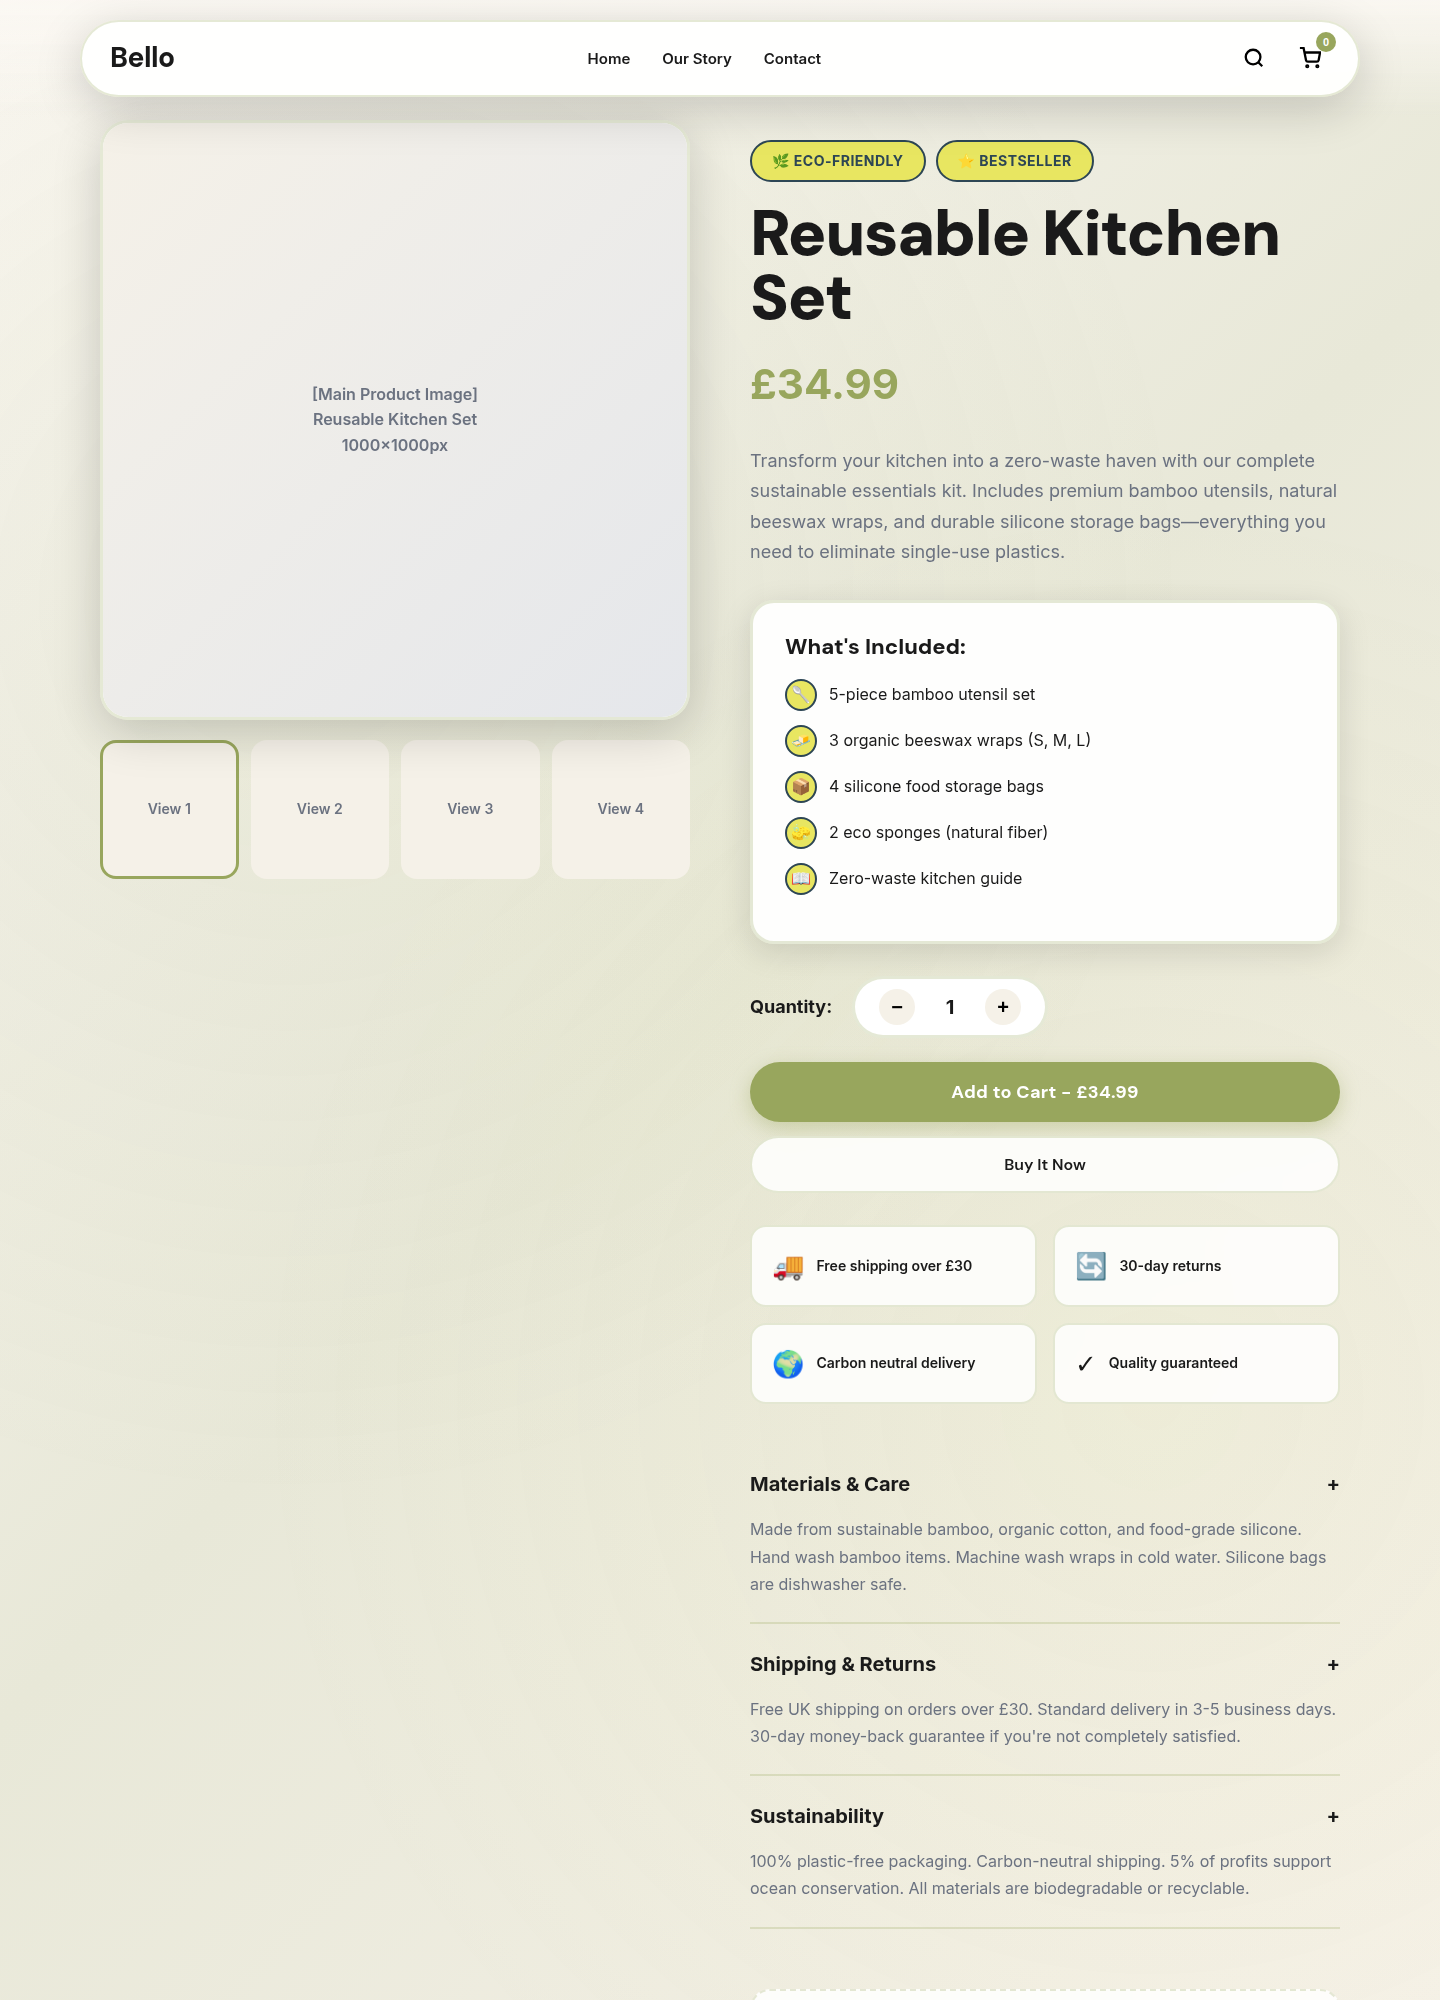 Bello
Home
Our Story
Contact
0
[Main Product Image]
Reusable Kitchen Set
1000×1000px
View 1
View 2
View 3
View 4
🌿 ECO-FRIENDLY
⭐ BESTSELLER
Reusable Kitchen
Set
£34.99
Transform your kitchen into a zero-waste haven with our complete
sustainable essentials kit. Includes premium bamboo utensils, natural
beeswax wraps, and durable silicone storage bags—everything you
need to eliminate single-use plastics.
What's Included:
5-piece bamboo utensil set
3 organic beeswax wraps (S, M, L)
4 silicone food storage bags
2 eco sponges (natural fiber)
Zero-waste kitchen guide
Quantity:
− 1 +
Add to Cart – £34.99
Buy It Now
Free shipping over £30
30-day returns
Carbon neutral delivery
✓ Quality guaranteed
Materials & Care +
Made from sustainable bamboo, organic cotton, and food-grade silicone.
Hand wash bamboo items. Machine wash wraps in cold water. Silicone bags
are dishwasher safe.
Shipping & Returns +
Free UK shipping on orders over £30. Standard delivery in 3-5 business days.
30-day money-back guarantee if you're not completely satisfied.
Sustainability +
100% plastic-free packaging. Carbon-neutral shipping. 5% of profits support
ocean conservation. All materials are biodegradable or recyclable.